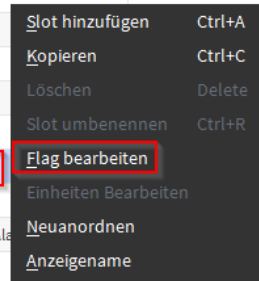 Slot hinzufügen Ctrl+A
Kopieren Ctrl+C
Löschen Delete
Slot umbenennen Ctrl+R
Flag bearbeiten
Einheiten Bearbeiten
Neuanordnen
Anzeigename